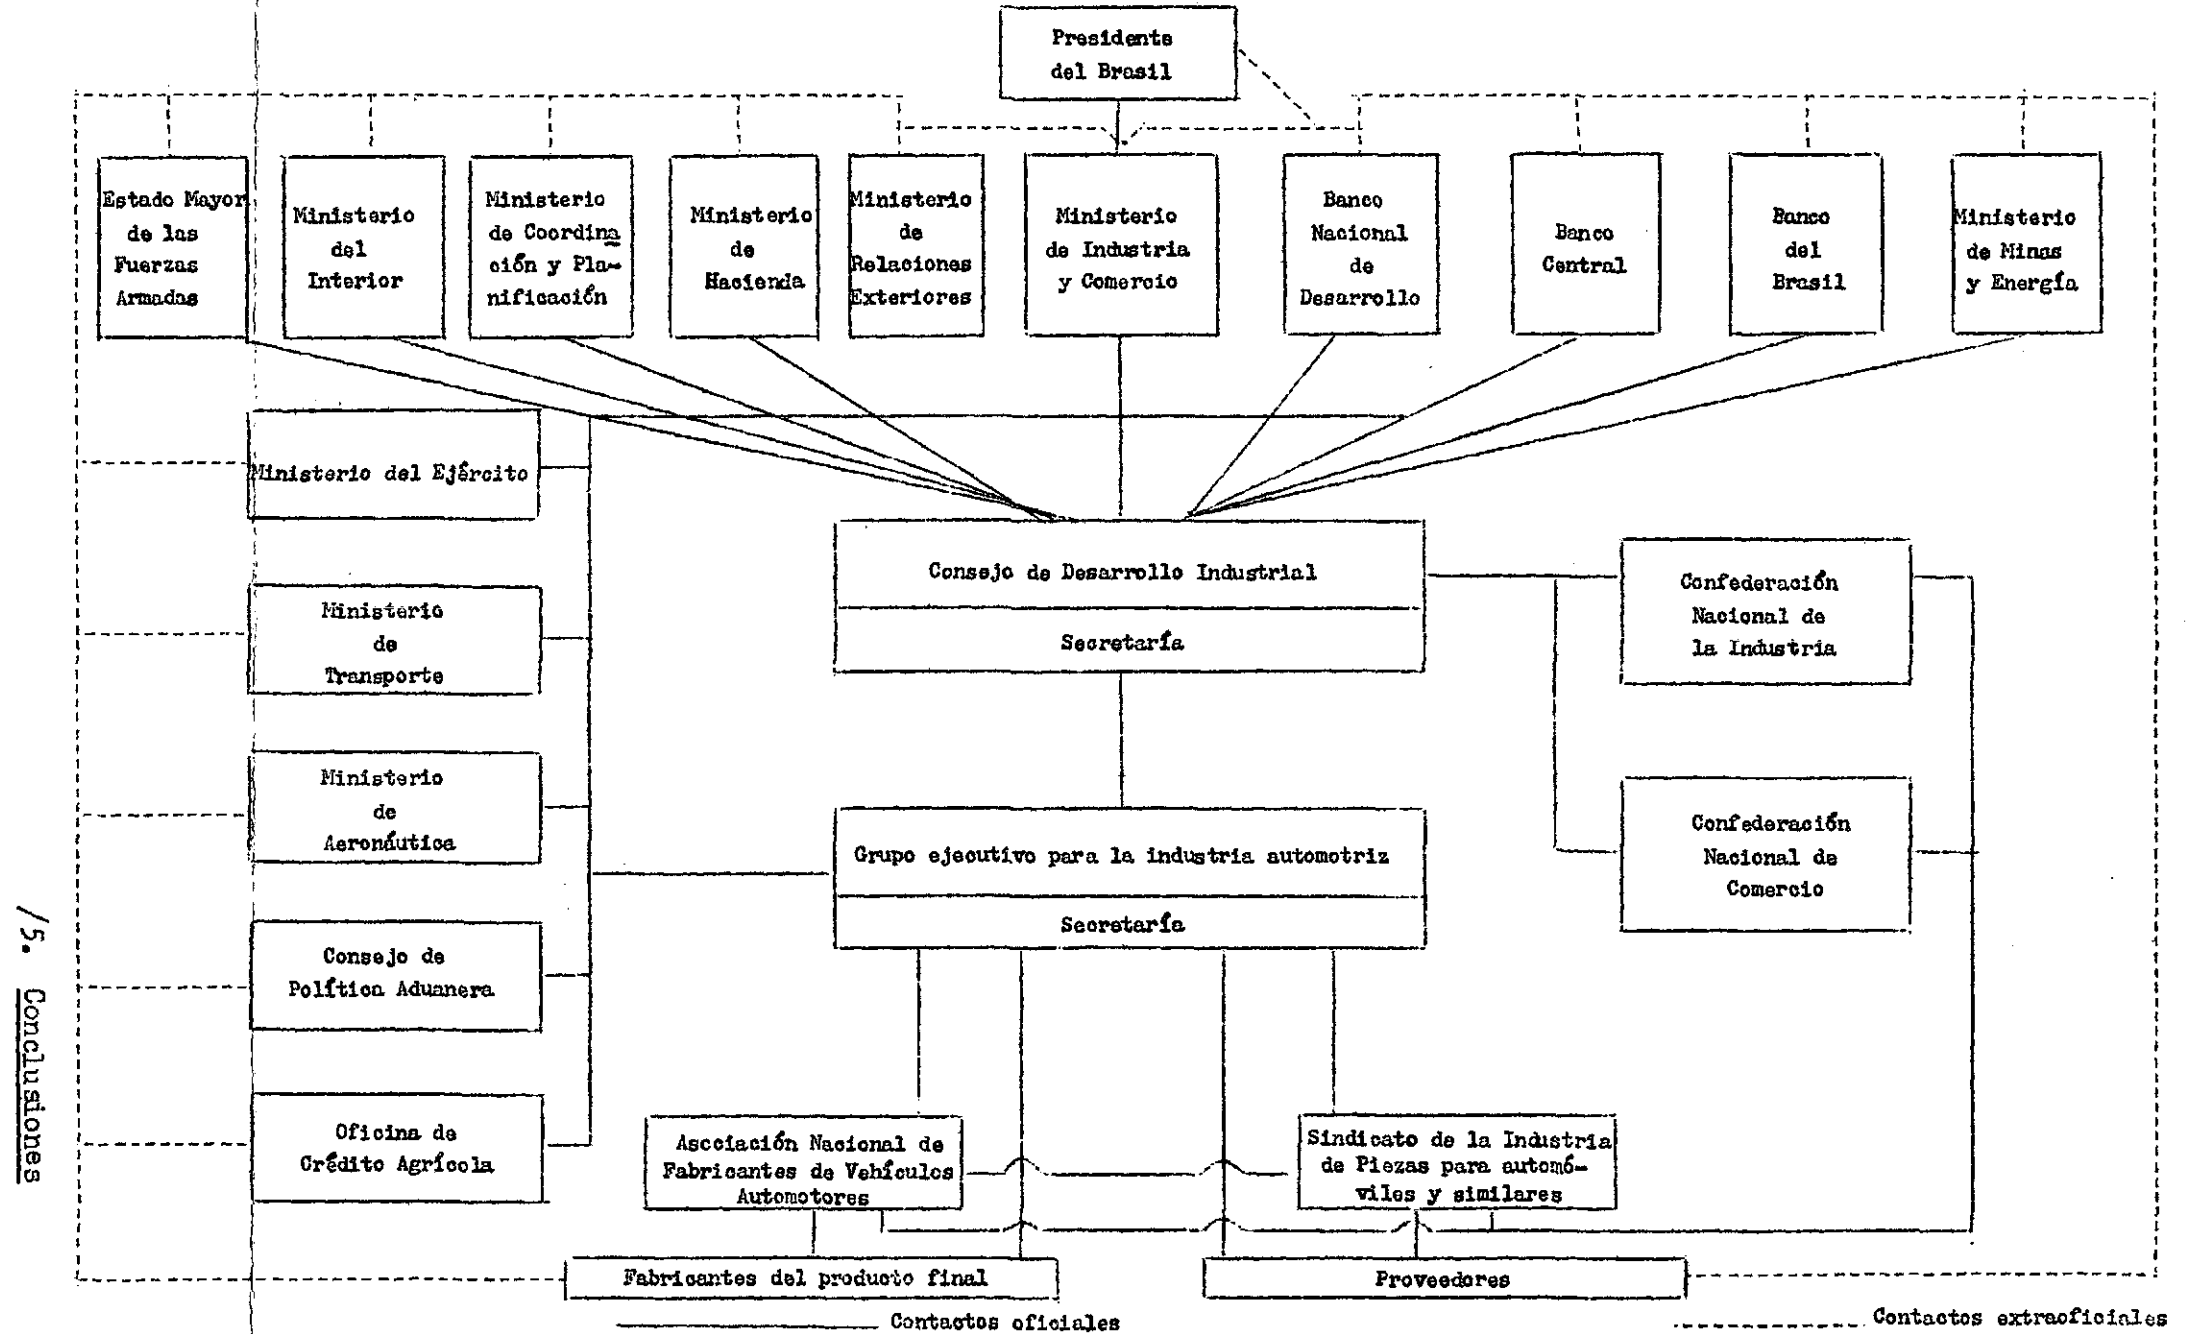 Presidente
del Brasil
Estado Mayor
de las
Fuerzas
Armadas
Ministerio
del
Interior
Ministerio
de Coordina
ción y Pla-
nificación
Ministerio
de
Hacienda
Ministerio
de
Relaciones
Exteriores
Ministerio
de Industria
y Comercio
Banco
Nacional
de
Desarrollo
Banco
Central
Banco
del
Brasil
Ministerio
de Minas
y Energía
Ministerio del Ejército
Consejo de Desarrollo Industrial
Secretaría
Confederación
Nacional de
la Industria
Ministerio
de
Transporte
Ministerio
de
Aeronáutica
Grupo ejecutivo para la industria automotriz
Secretaría
Confederación
Nacional de
Comercio
Consejo de
Política Aduanera
Oficina de
Crédito Agrícola
Asociación Nacional de
Fabricantes de Vehículos
Automotores
Sindicato de la Industria
de Piezas para automó-
viles y similares
Fabricantes del producto final
Proveedores
Contactos oficiales
Contactos extraoficiales
/5. Conclusiones